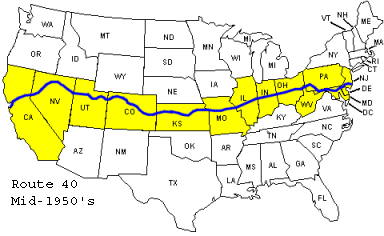 WA
MT
ND
MN
VT
NH
ME
OR
ID
WY
SD
WI
MI
NY
MA
RI
CT
NJ
DE
MD
DC
NV
UT
CO
NE
KS
IA
IL
MO
IN
OH
PA
WV
VA
KY
CA
AZ
NM
OK
AR
TN
NC
SC
TX
LA
MS
AL
GA
FL
MI
Route 40
Mid-1950's